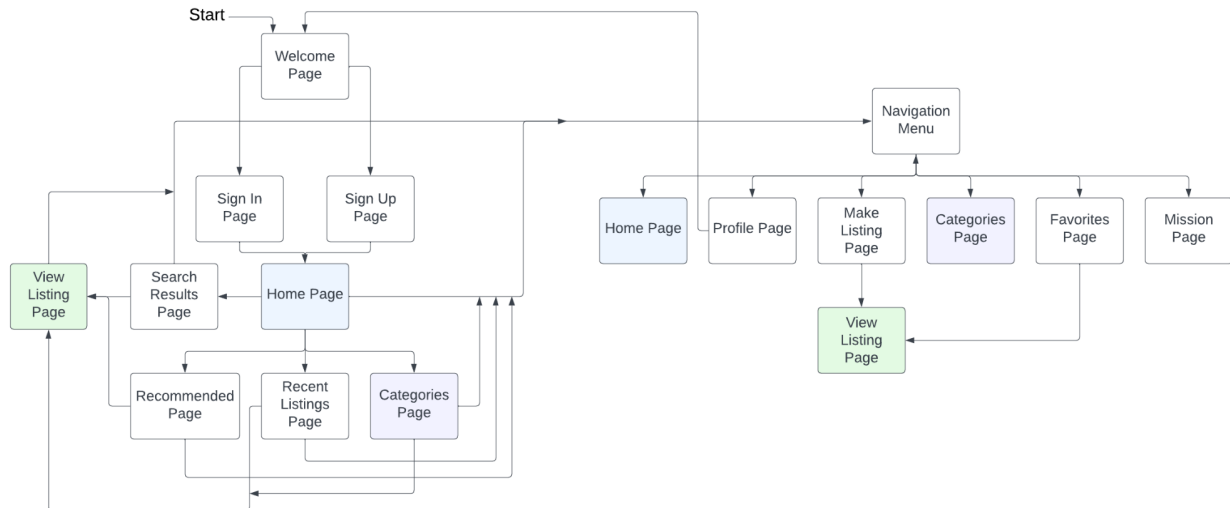 Start
Welcome
Page
Navigation
Menu
Sign In
Page
Sign Up
Page
Home Page
Profile Page
Make
Listing
Page
Categories
Page
Favorites
Page
Mission
Page
View
Listing
Page
Search
Results
Page
Home Page
View
Listing
Page
Recommended
Page
Recent
Listings
Page
Categories
Page